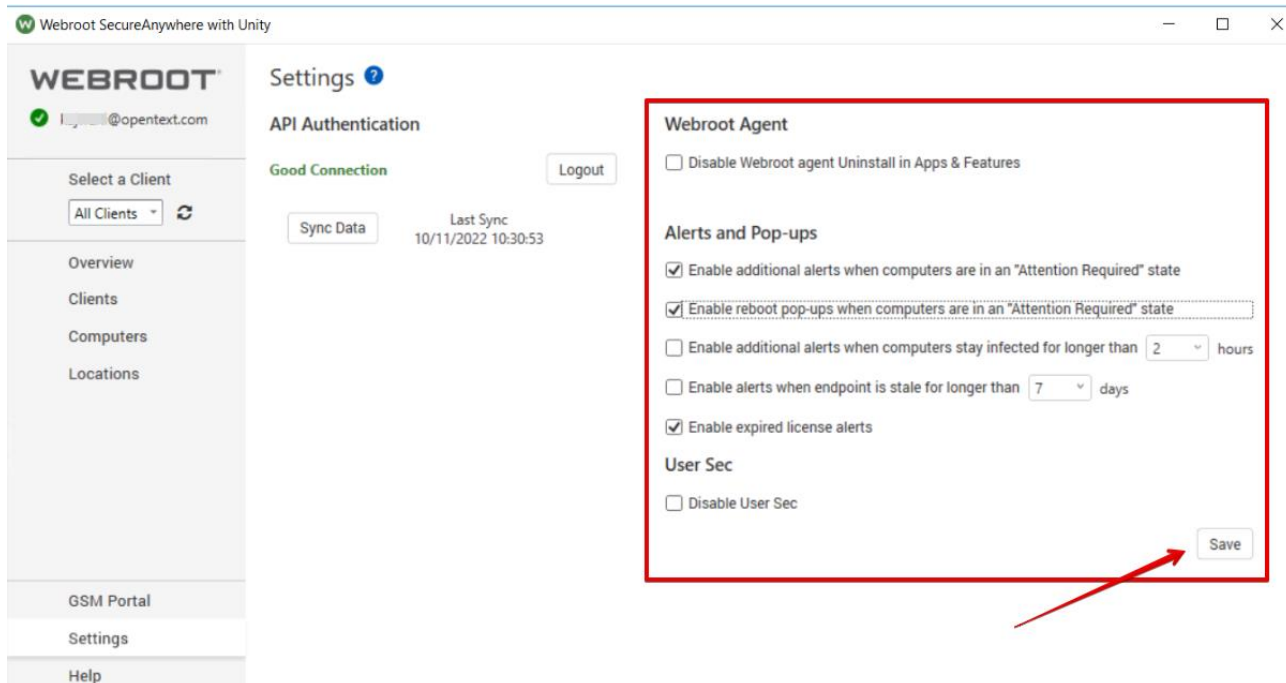 Webroot SecureAnywhere with Unity
WEBROOT
@opentext.com
Select a Client
All Clients
Overview
Clients
Computers
Locations
GSM Portal
Settings
Help
Settings ?
API Authentication
Good Connection
Logout
Sync Data
Last Sync
10/11/2022 10:30:53
Webroot Agent
Disable Webroot agent Uninstall in Apps & Features
Alerts and Pop-ups
Enable additional alerts when computers are in an "Attention Required" state
Enable reboot pop-ups when computers are in an "Attention Required" state
Enable additional alerts when computers stay infected for longer than 2 hours
Enable alerts when endpoint is stale for longer than 7 days
Enable expired license alerts
User Sec
Disable User Sec
Save